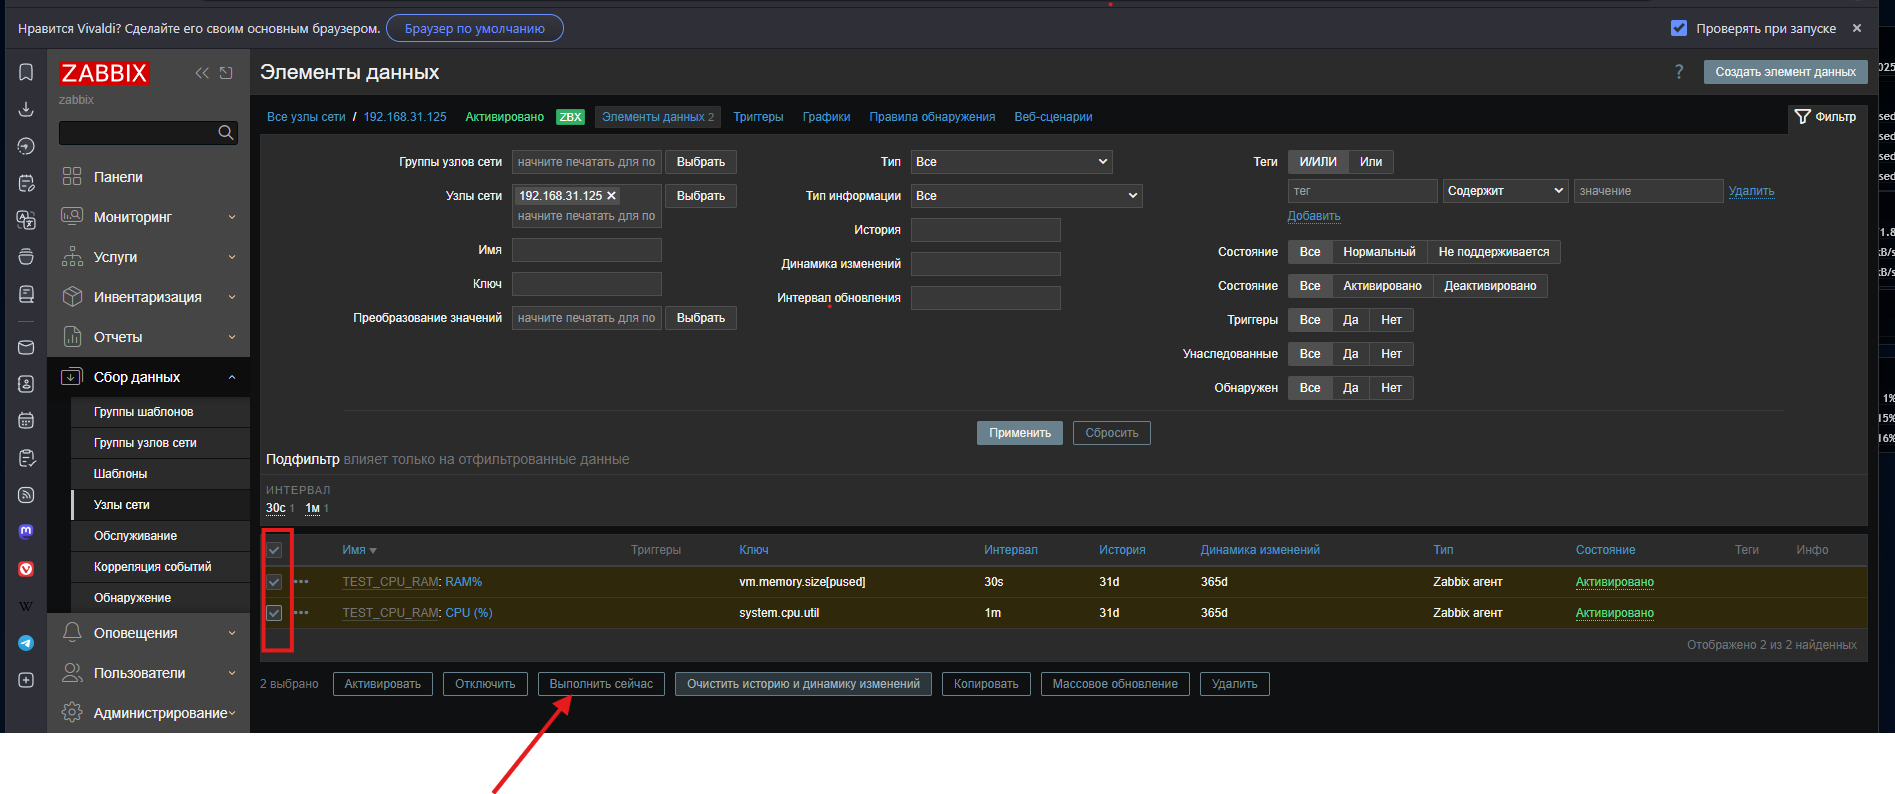 Нравится Vivaldi? Сделайте его своим основным браузером. Браузер по умолчанию Проверять при запуске
ZABBIX
zabbix
Панели
Мониторинг
Услуги
Инвентаризация
Отчеты
Сбор данных
Группы шаблонов
Группы узлов сети
Шаблоны
Узлы сети
Обслуживание
Корреляция событий
Обнаружение
Оповещения
Пользователи
Администрирование
Элементы данных
? Создать элемент данных
Все узлы сети / 192.168.31.125 Активировано ZBX Элементы данных 2 Триггеры Графики Правила обнаружения Веб-сценарии Фильтр
Группы узлов сети начните печатать для по Выбрать
Узлы сети 192.168.31.125 Выбрать
начните печатать для по
Имя
Ключ
Преобразование значений начните печатать для по Выбрать
Тип Все
Тип информации Все
История
Динамика изменений
Интервал обновления
Теги И/ИЛИ Или
тег Содержит значение Удалить
Добавить
Состояние Все Нормальный Не поддерживается
Состояние Все Активировано Деактивировано
Триггеры Все Да Нет
Унаследованные Все Да Нет
Обнаружен Все Да Нет
Применить Сбросить
Подфильтр влияет только на отфильтрованные данные
ИНТЕРВАЛ
30с 1 1м 1
Имя Триггеры Ключ Интервал История Динамика изменений Тип Состояние Теги Инфо
TEST_CPU_RAM: RAM% vm.memory.size[pused] 30s 31d 365d Zabbix агент Активировано
TEST_CPU_RAM: CPU (%) system.cpu.util 1m 31d 365d Zabbix агент Активировано
Отображено 2 из 2 найденных
2 выбрано Активировать Отключить Выполнить сейчас Очистить историю и динамику изменений Копировать Массовое обновление Удалить